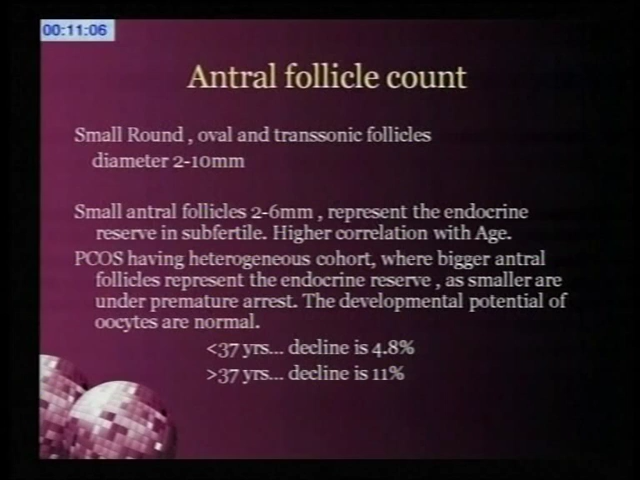 00:11:06
Antral follicle count
Small Round , oval and transsonic follicles
diameter 2-10mm
Small antral follicles 2-6mm , represent the endocrine
reserve in subfertile. Higher correlation with Age.
PCOS having heterogeneous cohort, where bigger antral
follicles represent the endocrine reserve , as smaller are
under premature arrest. The developmental potential of
oocytes are normal.
<37 yrs... decline is 4.8%
>37 yrs... decline is 11%